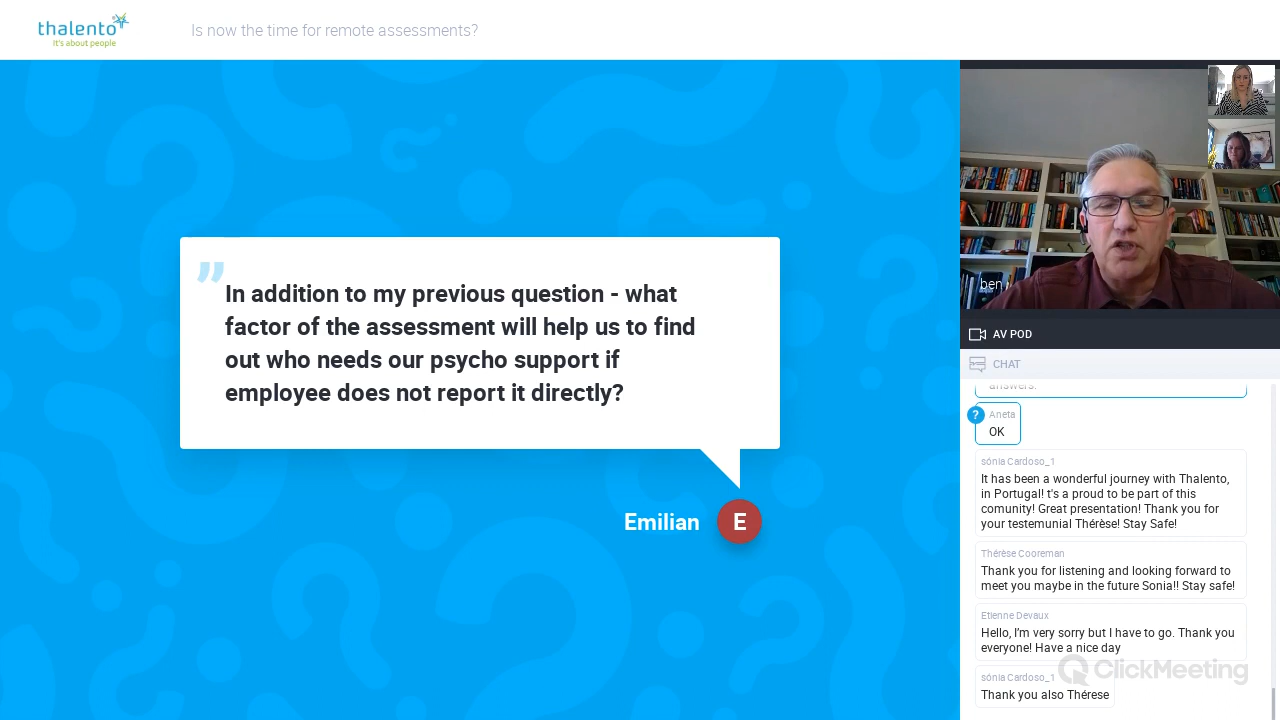 thalento
It's about people
Is now the time for remote assessments?
”
In addition to my previous question - what
factor of the assessment will help us to find
out who needs our psycho support if
employee does not report it directly?
Emilian
E
ben
AV POD
CHAT
answers.
?
Aneta
OK
sónia Cardoso_1
It has been a wonderful journey with Thalento,
in Portugal! t's a proud to be part of this
comunity! Great presentation! Thank you for
your testemunial Thérèse! Stay Safe!
Thérèse Cooreman
Thank you for listening and looking forward to
meet you maybe in the future Sonia!! Stay safe!
Etienne Devaux
Hello, I'm very sorry but I have to go. Thank you
everyone! Have a nice day
ClickMeeting
sónia Cardoso_1
Thank you also Thérese